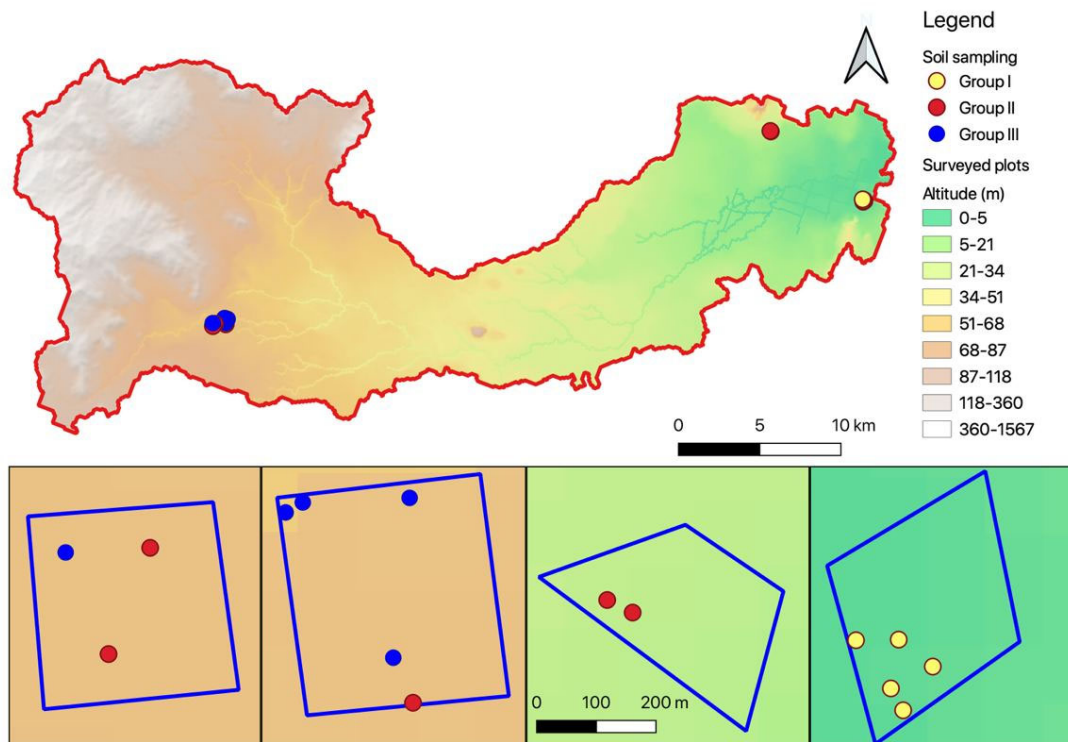 Legend
Soil sampling
Group I
Group II
Group III
Surveyed plots
Altitude (m)
0-5
5-21
21-34
34-51
51-68
68-87
87-118
118-360
360-1567
0 5 10 km
0 100 200 m